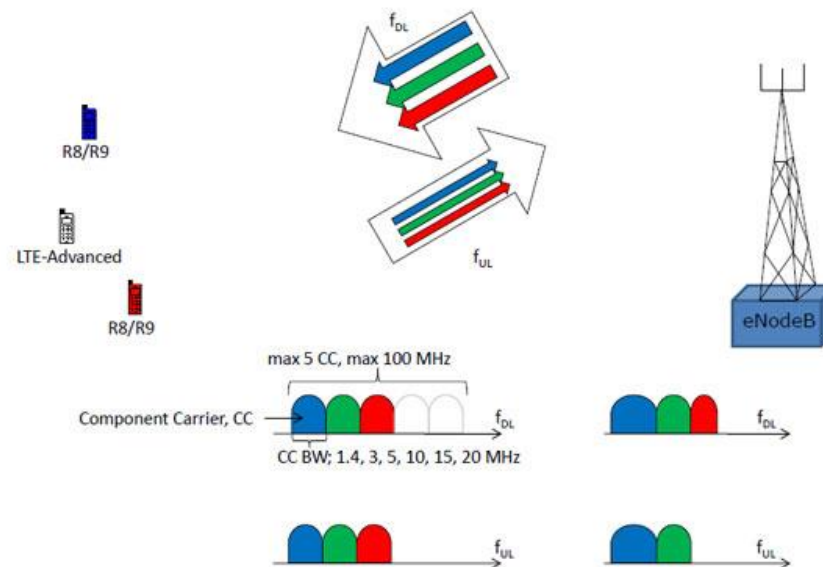 f_DL
R8/R9
LTE-Advanced
R8/R9
f_UL
eNodeB
max 5 CC, max 100 MHz
Component Carrier, CC
f_DL
f_DL
CC BW; 1.4, 3, 5, 10, 15, 20 MHz
f_UL
f_UL